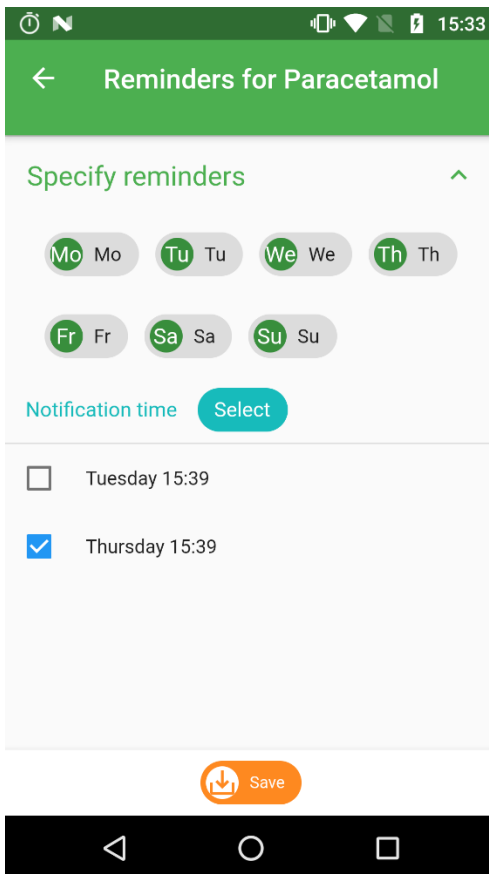 15:33
Reminders for Paracetamol
Specify reminders
Mo Mo Tu Tu We We Th Th
Fr Fr Sa Sa Su Su
Notification time Select
Tuesday 15:39
Thursday 15:39
Save